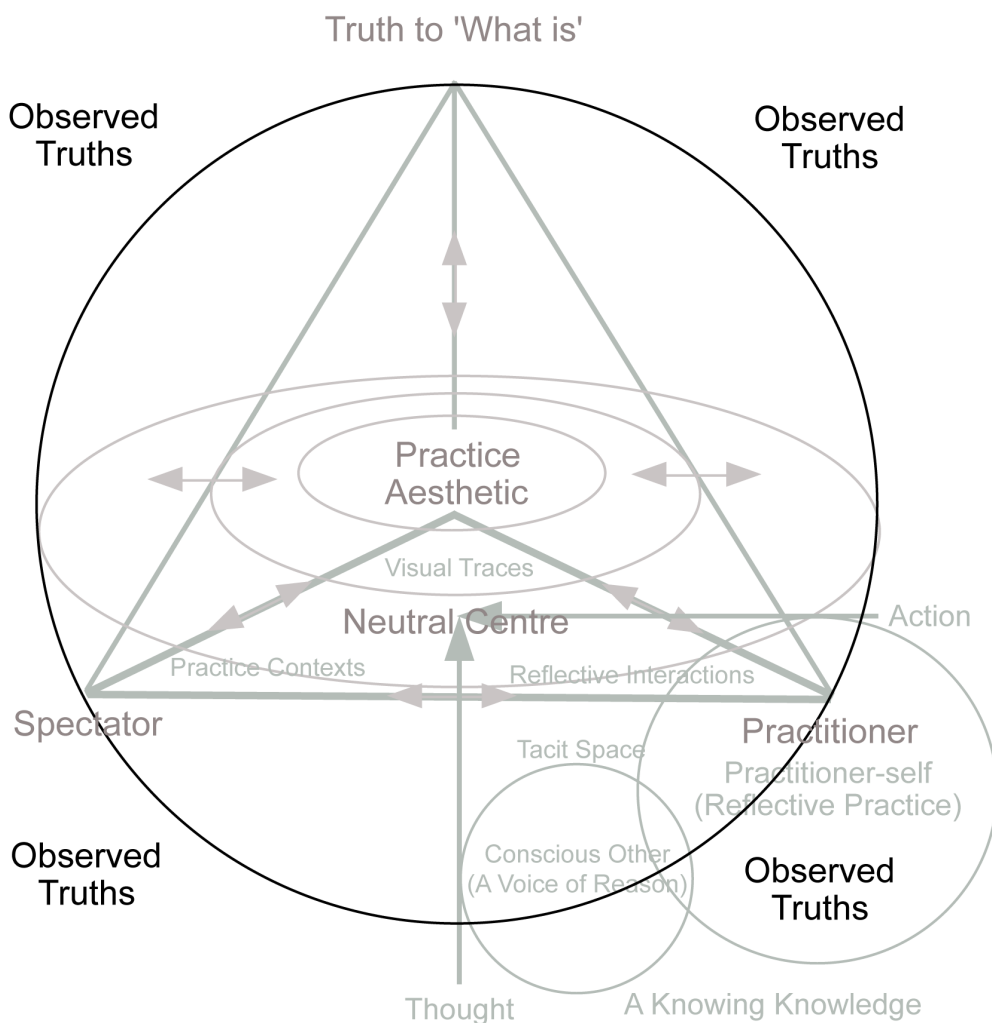 Truth to 'What is'
Observed
Truths
Observed
Truths
Practice
Aesthetic
Visual Traces
Neutral Centre
Action
Practice Contexts
Reflective Interactions
Spectator
Practitioner
Tacit Space
Practitioner-self
(Reflective Practice)
Observed
Truths
Conscious Other
(A Voice of Reason)
Observed
Truths
Thought
A Knowing Knowledge